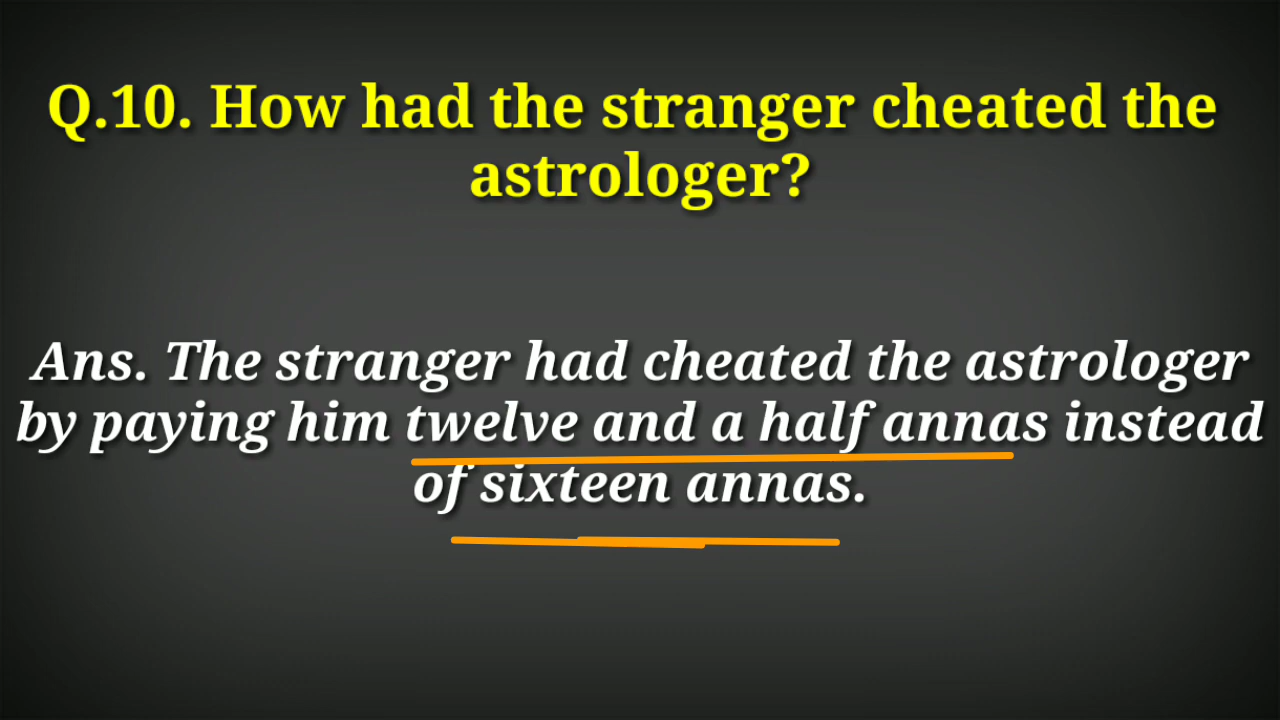 Q.10. How had the stranger cheated the
astrologer?
Ans. The stranger had cheated the astrologer
by paying him twelve and a half annas instead
of sixteen annas.